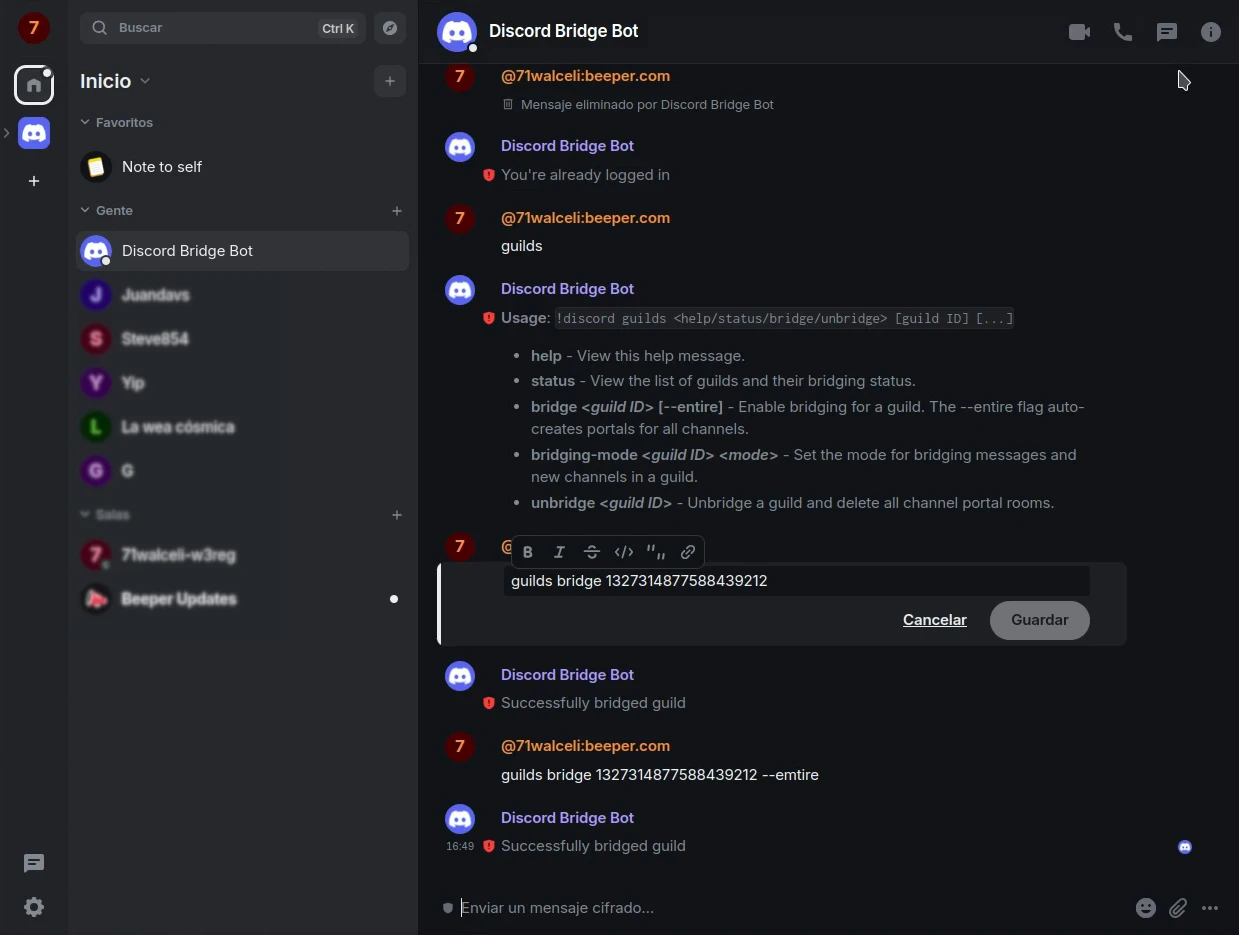 7
Buscar
Ctrl K
Discord Bridge Bot
Inicio
Favoritos
Note to self
Gente
Discord Bridge Bot
J
Juandavs
S
Steve854
Y
Yip
L
La wea cósmica
G
G
Salas
7
71walceli-w3reg
Beeper Updates
7
@71walceli:beeper.com
Mensaje eliminado por Discord Bridge Bot
Discord Bridge Bot
You're already logged in
7
@71walceli:beeper.com
guilds
Discord Bridge Bot
Usage: !discord guilds <help/status/bridge/unbridge> [guild ID] [...]
• help - View this help message.
• status - View the list of guilds and their bridging status.
• bridge <guild ID> [--entire] - Enable bridging for a guild. The --entire flag auto-
creates portals for all channels.
• bridging-mode <guild ID> <mode> - Set the mode for bridging messages and
new channels in a guild.
• unbridge <guild ID> - Unbridge a guild and delete all channel portal rooms.
7
@
B I S </> "„
guilds bridge 1327314877588439212
Cancelar
Guardar
Discord Bridge Bot
Successfully bridged guild
7
@71walceli:beeper.com
guilds bridge 1327314877588439212 --emtire
Discord Bridge Bot
16:49 Successfully bridged guild
Enviar un mensaje cifrado...